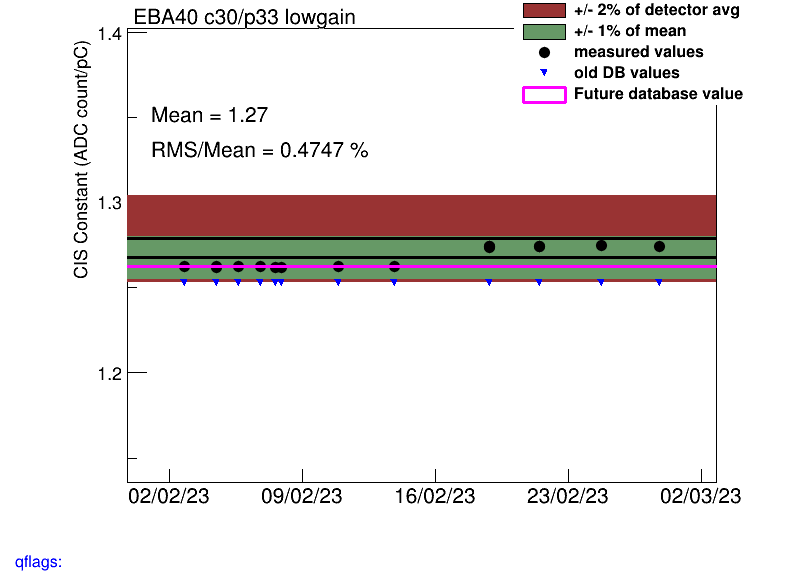 EBA40 c30/p33 lowgain
+/- 2% of detector avg
+/- 1% of mean
measured values
old DB values
Future database value
Mean = 1.27
RMS/Mean = 0.4747 %
CIS Constant (ADC count/pC)
1.4
1.3
1.2
02/02/23 09/02/23 16/02/23 23/02/23 02/03/23
qflags: